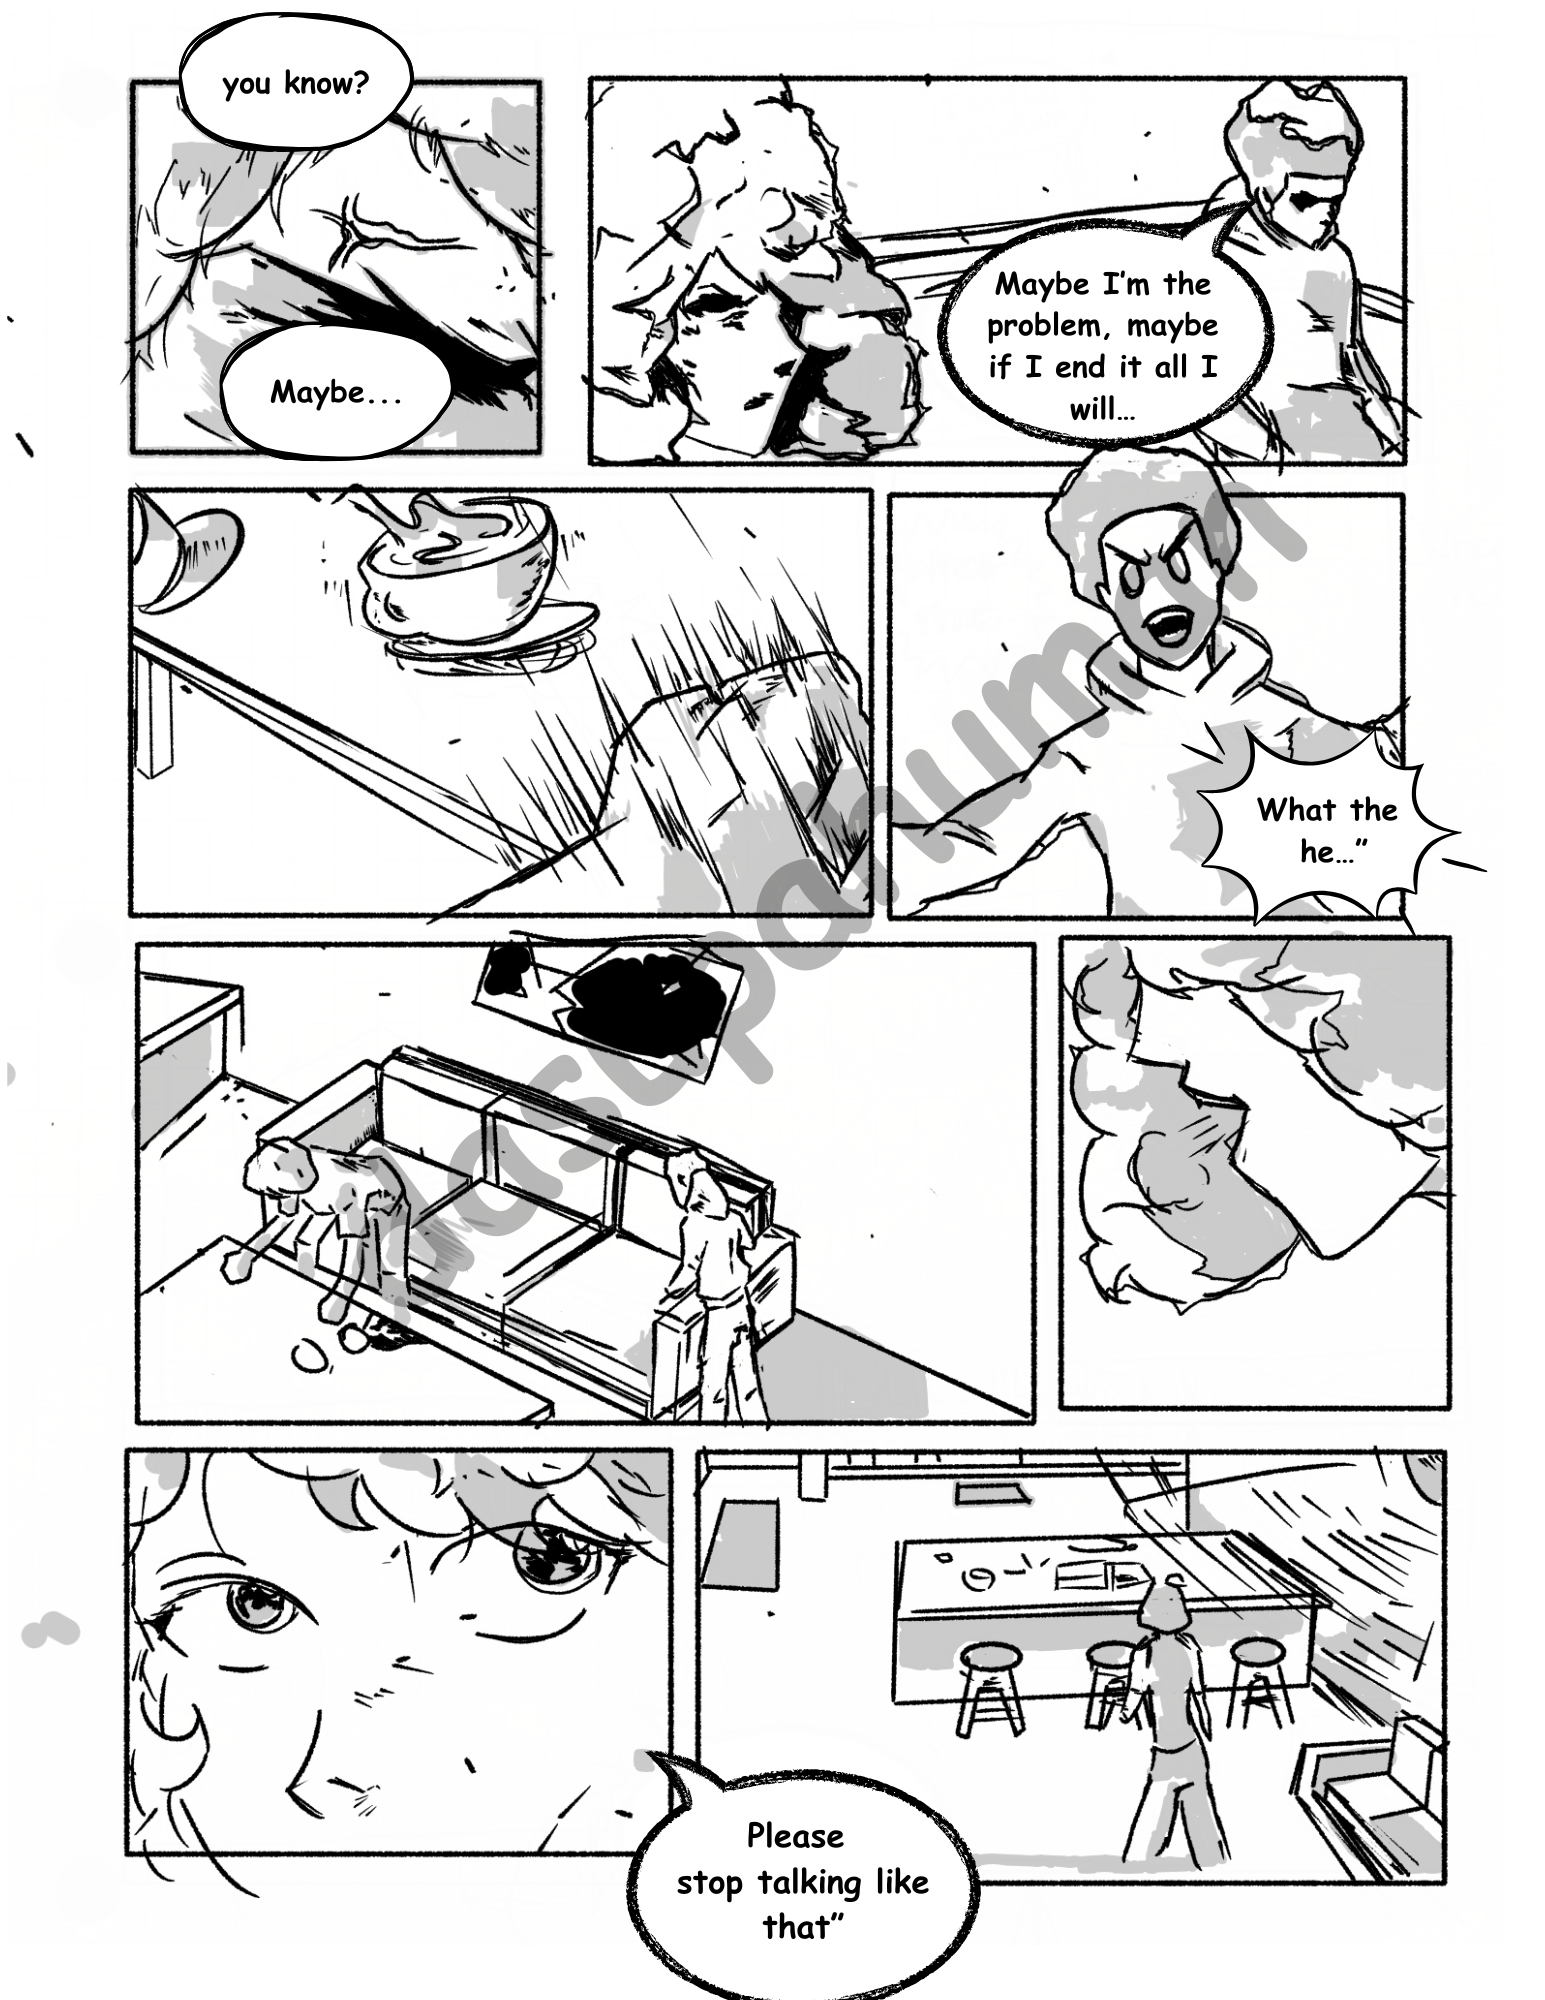 you know?
Maybe...
Maybe I'm the
problem, maybe
if I end it all I
will...
What the
he..."
Please
stop talking like
that"